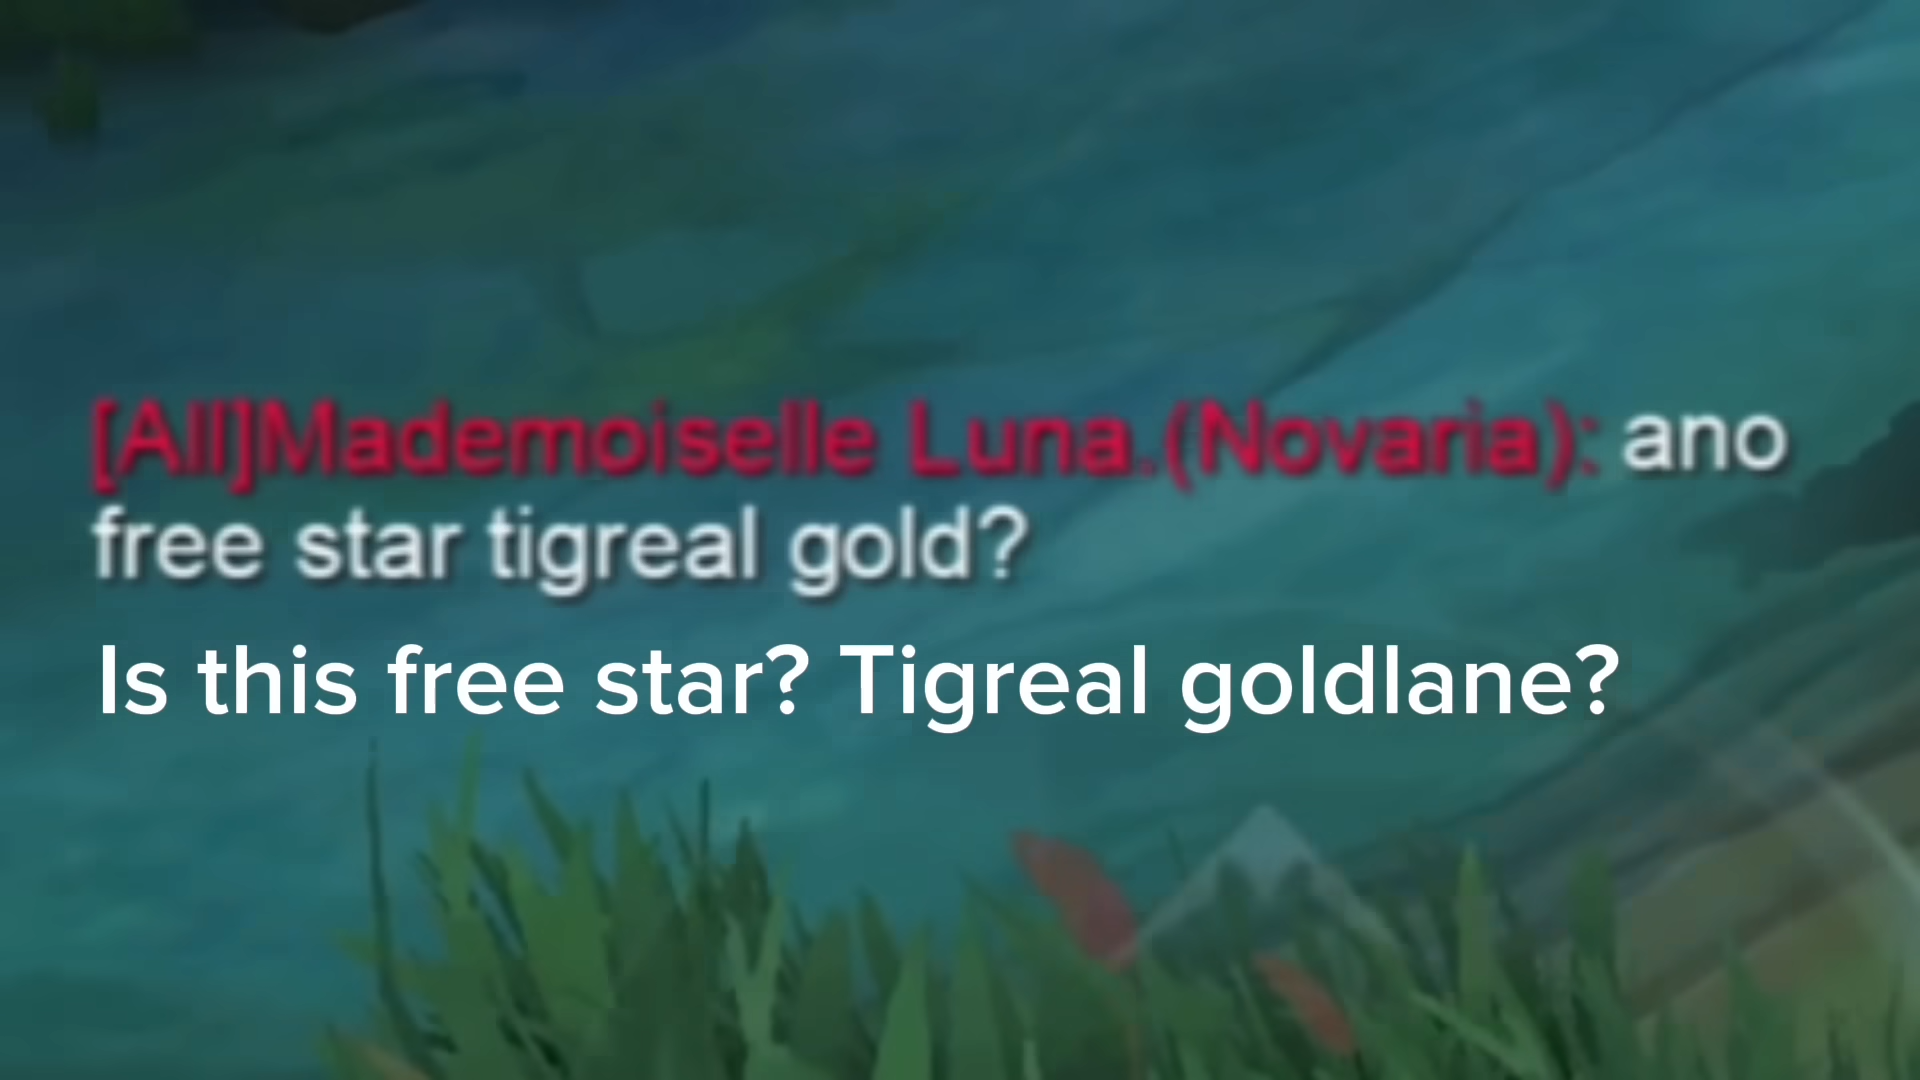 [All]Mademoiselle Luna.(Novaria): ano
free star tigreal gold?
Is this free star? Tigreal goldlane?